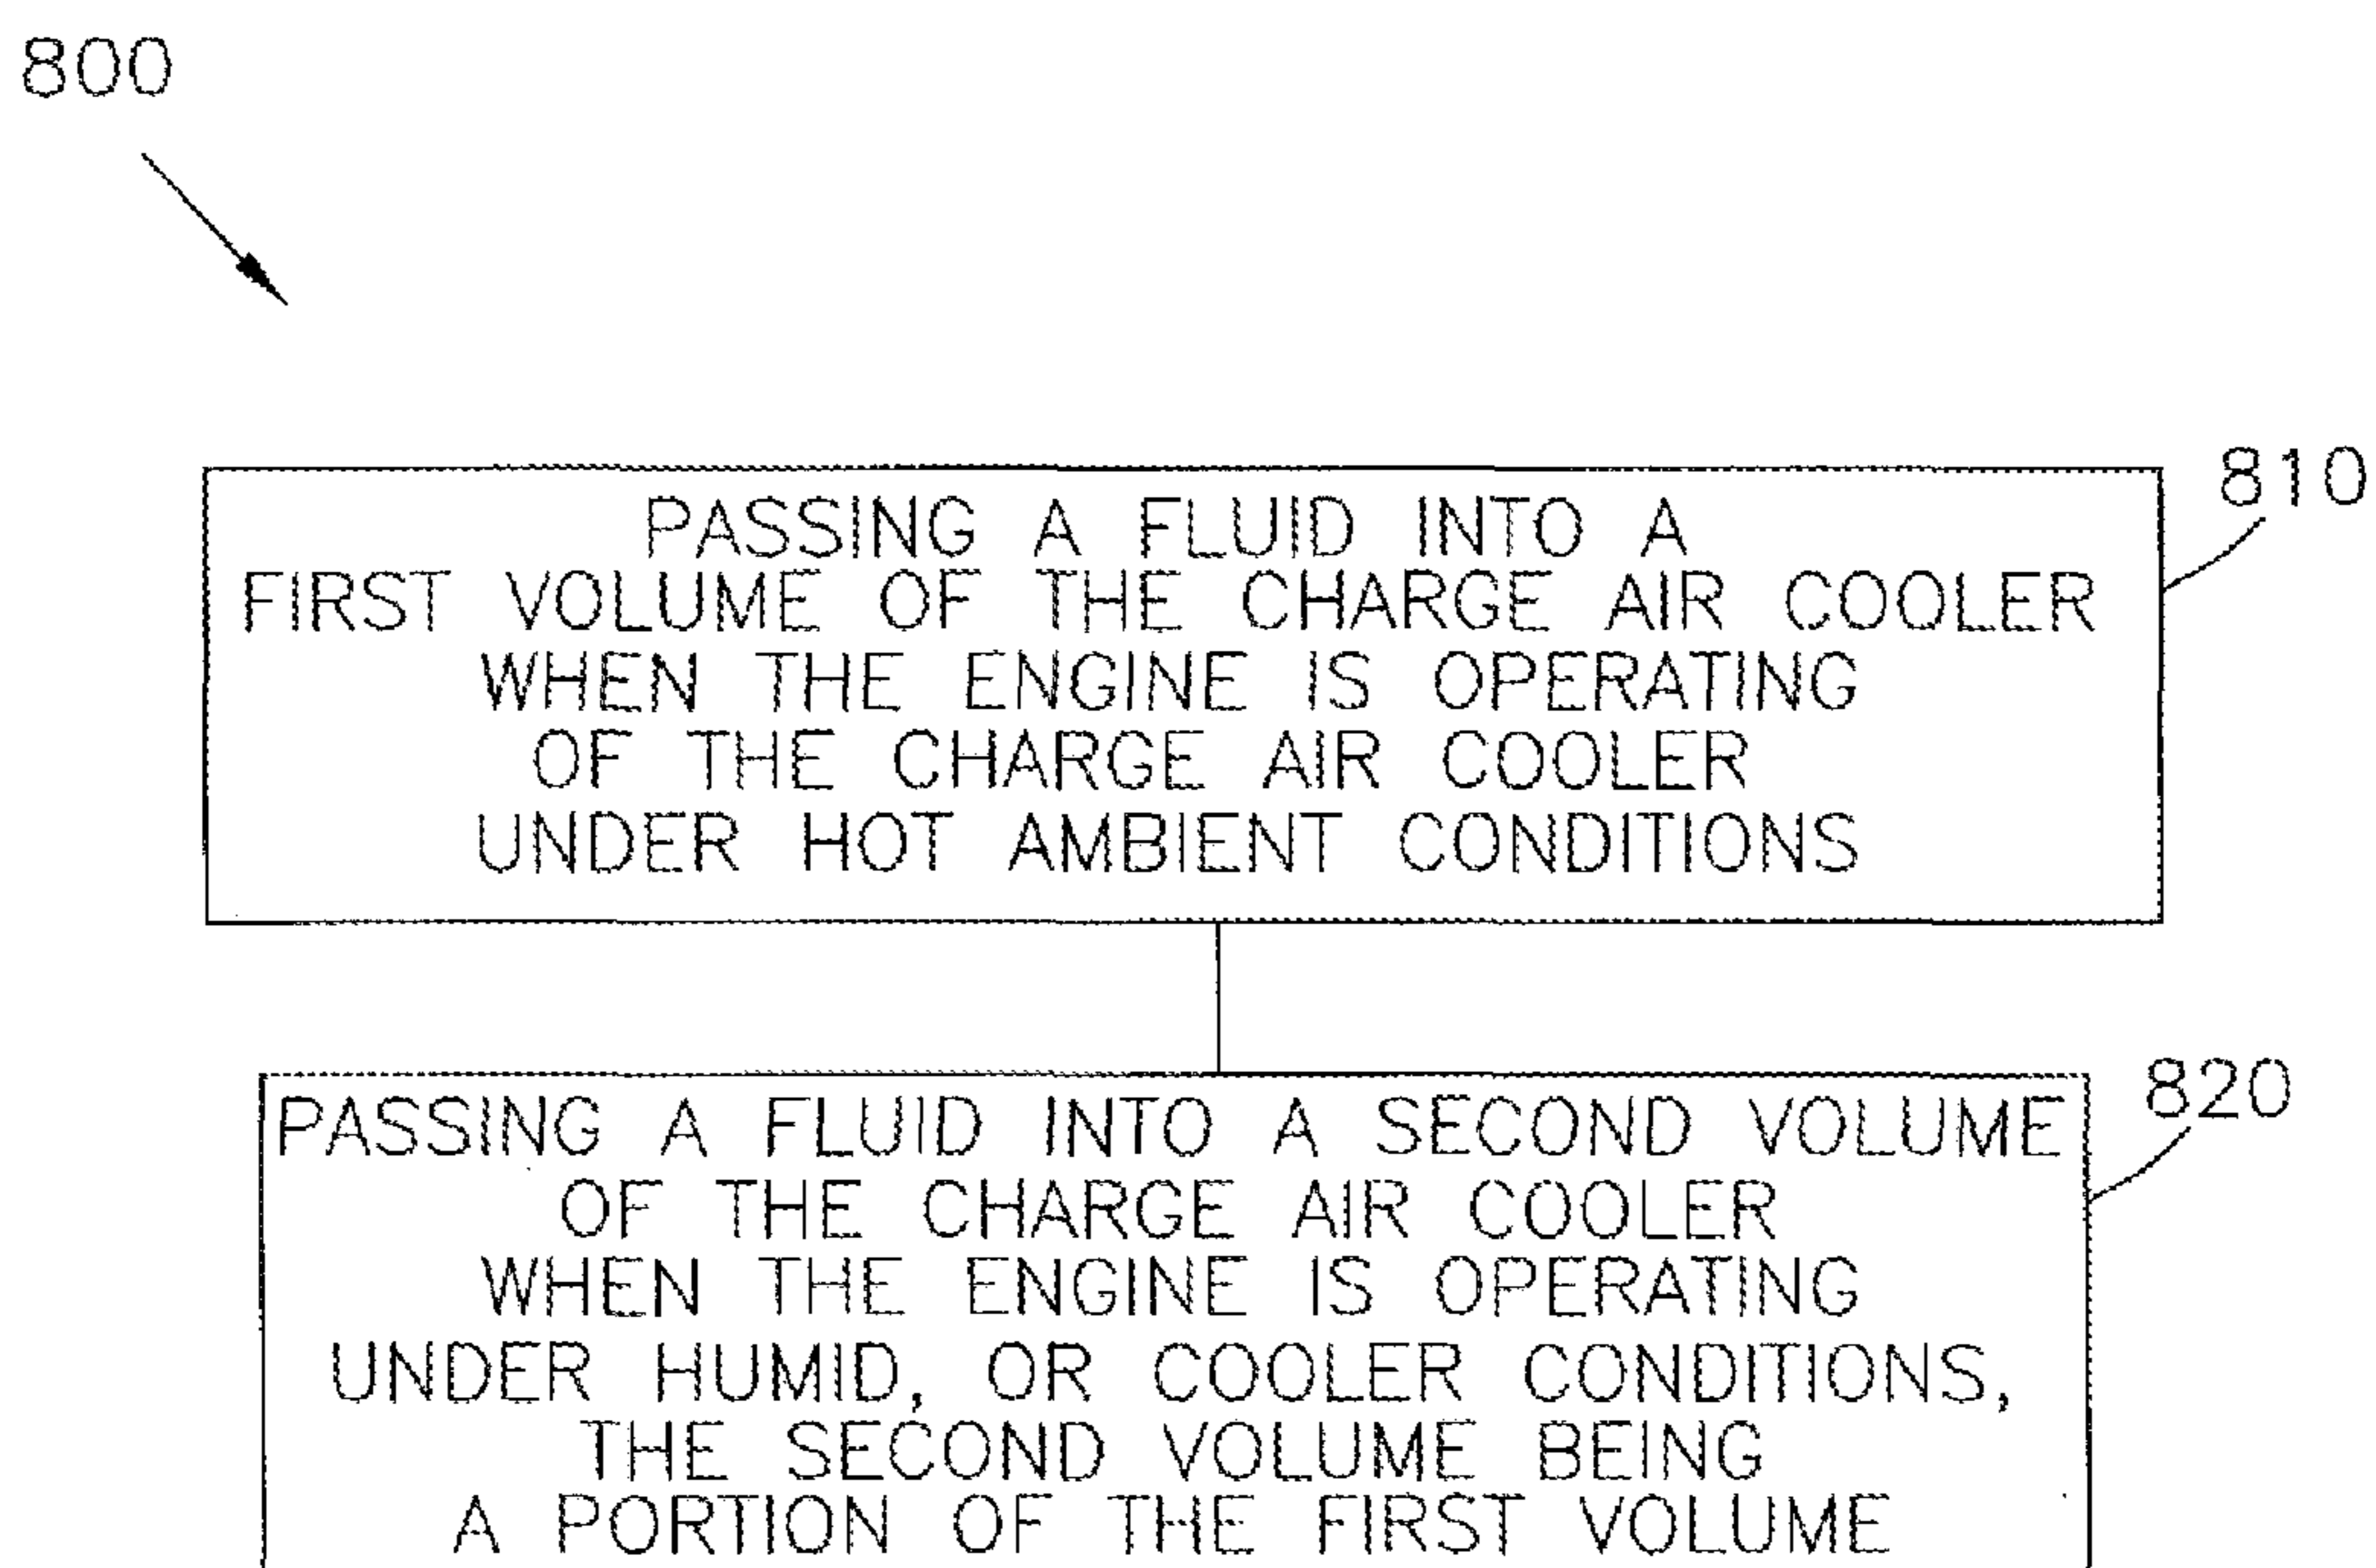 800
810
PASSING A FLUID INTO A
FIRST VOLUME OF THE CHARGE AIR COOLER
WHEN THE ENGINE IS OPERATING
OF THE CHARGE AIR COOLER
UNDER HOT AMBIENT CONDITIONS
820
PASSING A FLUID INTO A SECOND VOLUME
OF THE CHARGE AIR COOLER
WHEN THE ENGINE IS OPERATING
UNDER HUMID, OR COOLER CONDITIONS,
THE SECOND VOLUME BEING
A PORTION OF THE FIRST VOLUME